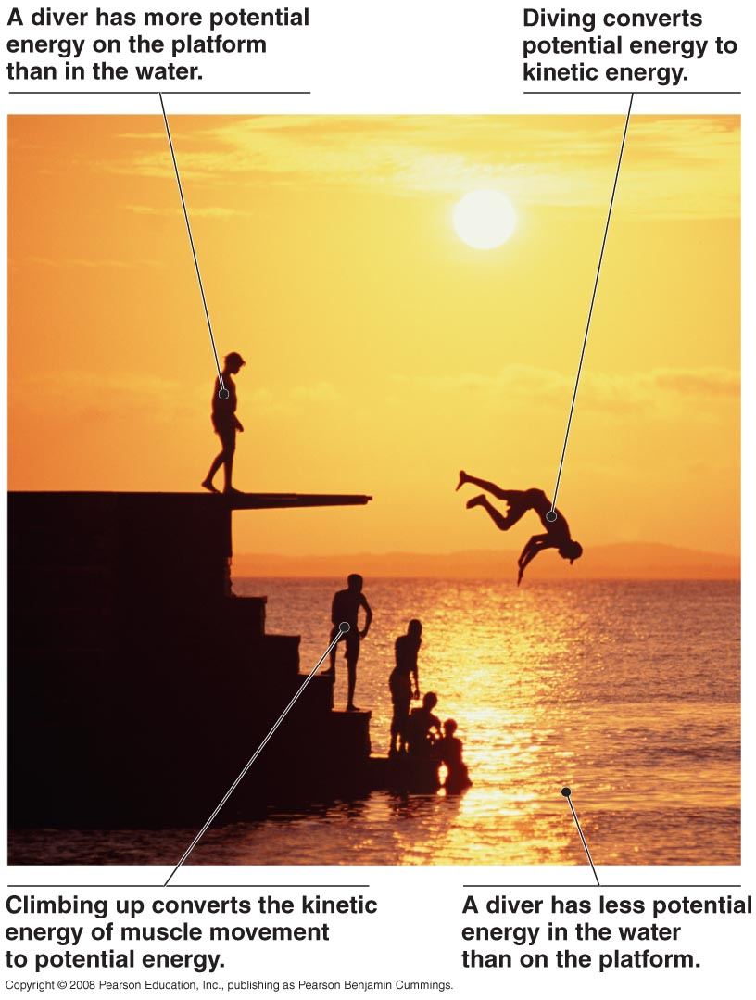 A diver has more potential
energy on the platform
than in the water.
Diving converts
potential energy to
kinetic energy.
Climbing up converts the kinetic
energy of muscle movement
to potential energy.
A diver has less potential
energy in the water
than on the platform.
Copyright © 2008 Pearson Education, Inc., publishing as Pearson Benjamin Cummings.